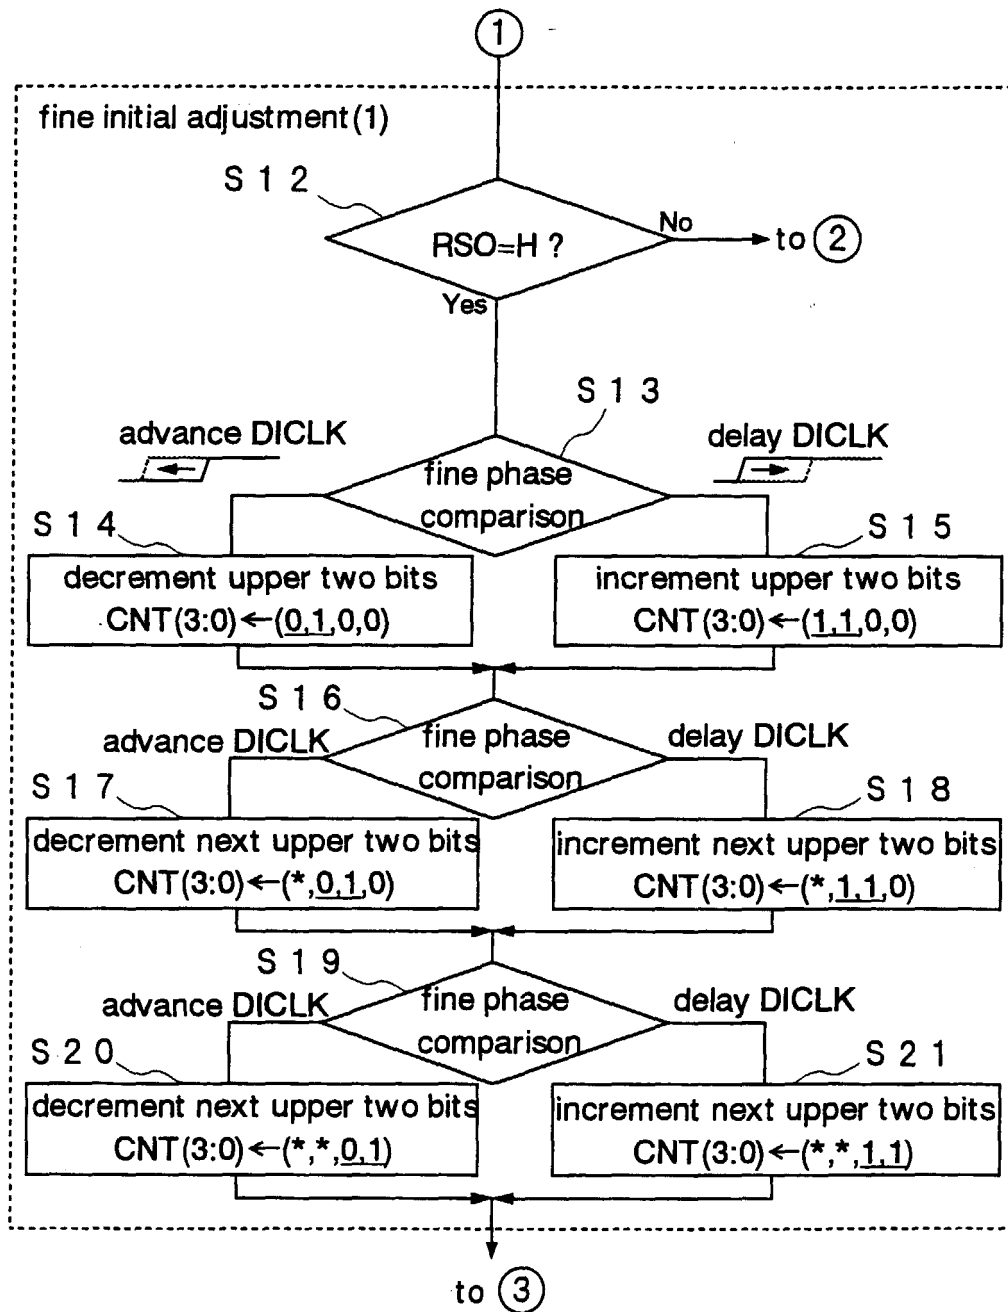 1
fine initial adjustment(1)
S 1 2
RSO=H ?
No
to 2
Yes
S 1 3
advance DICLK
delay DICLK
fine phase
comparison
S 1 4
S 1 5
decrement upper two bits
CNT(3:0)←(0,1,0,0)
increment upper two bits
CNT(3:0)←(1,1,0,0)
S 1 6
advance DICLK
fine phase
comparison
delay DICLK
S 1 7
S 1 8
decrement next upper two bits
CNT(3:0)←(*,0,1,0)
increment next upper two bits
CNT(3:0)←(*,1,1,0)
S 1 9
advance DICLK
fine phase
comparison
delay DICLK
S 2 0
S 2 1
decrement next upper two bits
CNT(3:0)←(*,*,0,1)
increment next upper two bits
CNT(3:0)←(*,*,1,1)
to 3